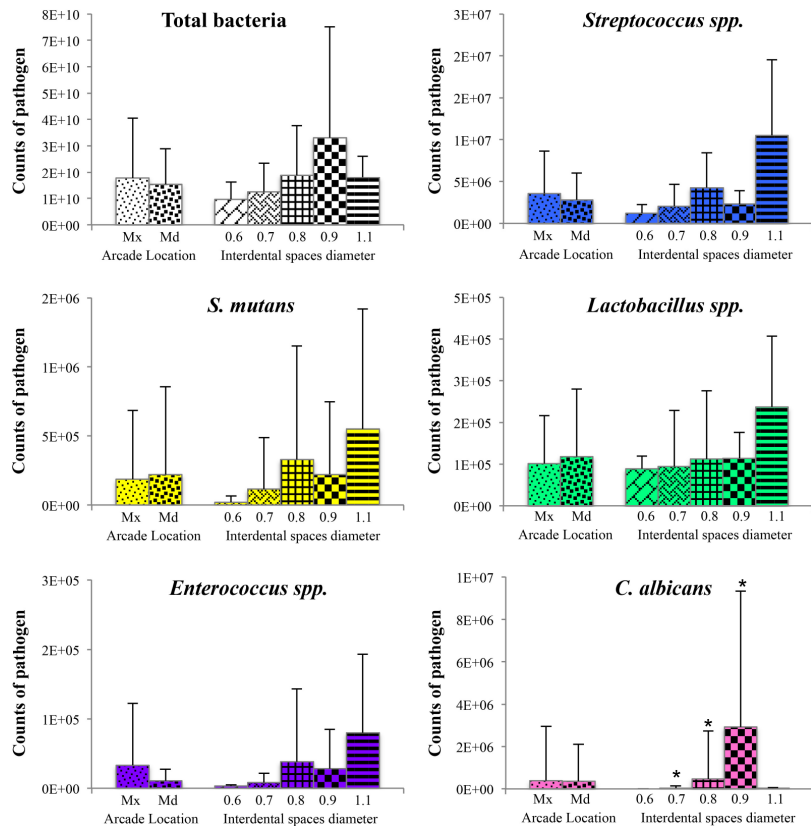 Total bacteria
Counts of pathogen
8E+10
7E+10
6E+10
5E+10
4E+10
3E+10
2E+10
1E+10
0E+00
Mx Md 0.6 0.7 0.8 0.9 1.1
Arcade Location Interdental spaces diameter
Streptococcus spp.
Counts of pathogen
3E+07
2E+07
2E+07
1E+07
5E+06
0E+00
Mx Md 0.6 0.7 0.8 0.9 1.1
Arcade Location Interdental spaces diameter
S. mutans
Counts of pathogen
2E+06
1E+06
5E+05
0E+00
Mx Md 0.6 0.7 0.8 0.9 1.1
Arcade Location Interdental spaces diameter
Lactobacillus spp.
Counts of pathogen
5E+05
4E+05
3E+05
2E+05
1E+05
0E+00
Mx Md 0.6 0.7 0.8 0.9 1.1
Arcade Location Interdental spaces diameter
Enterococcus spp.
Counts of pathogen
3E+05
2E+05
1E+05
0E+00
Mx Md 0.6 0.7 0.8 0.9 1.1
Arcade Location Interdental spaces diameter
C. albicans
Counts of pathogen
1E+07
8E+06
6E+06
4E+06
2E+06
0E+00
* * *
Mx Md 0.6 0.7 0.8 0.9 1.1
Arcade Location Interdental spaces diameter